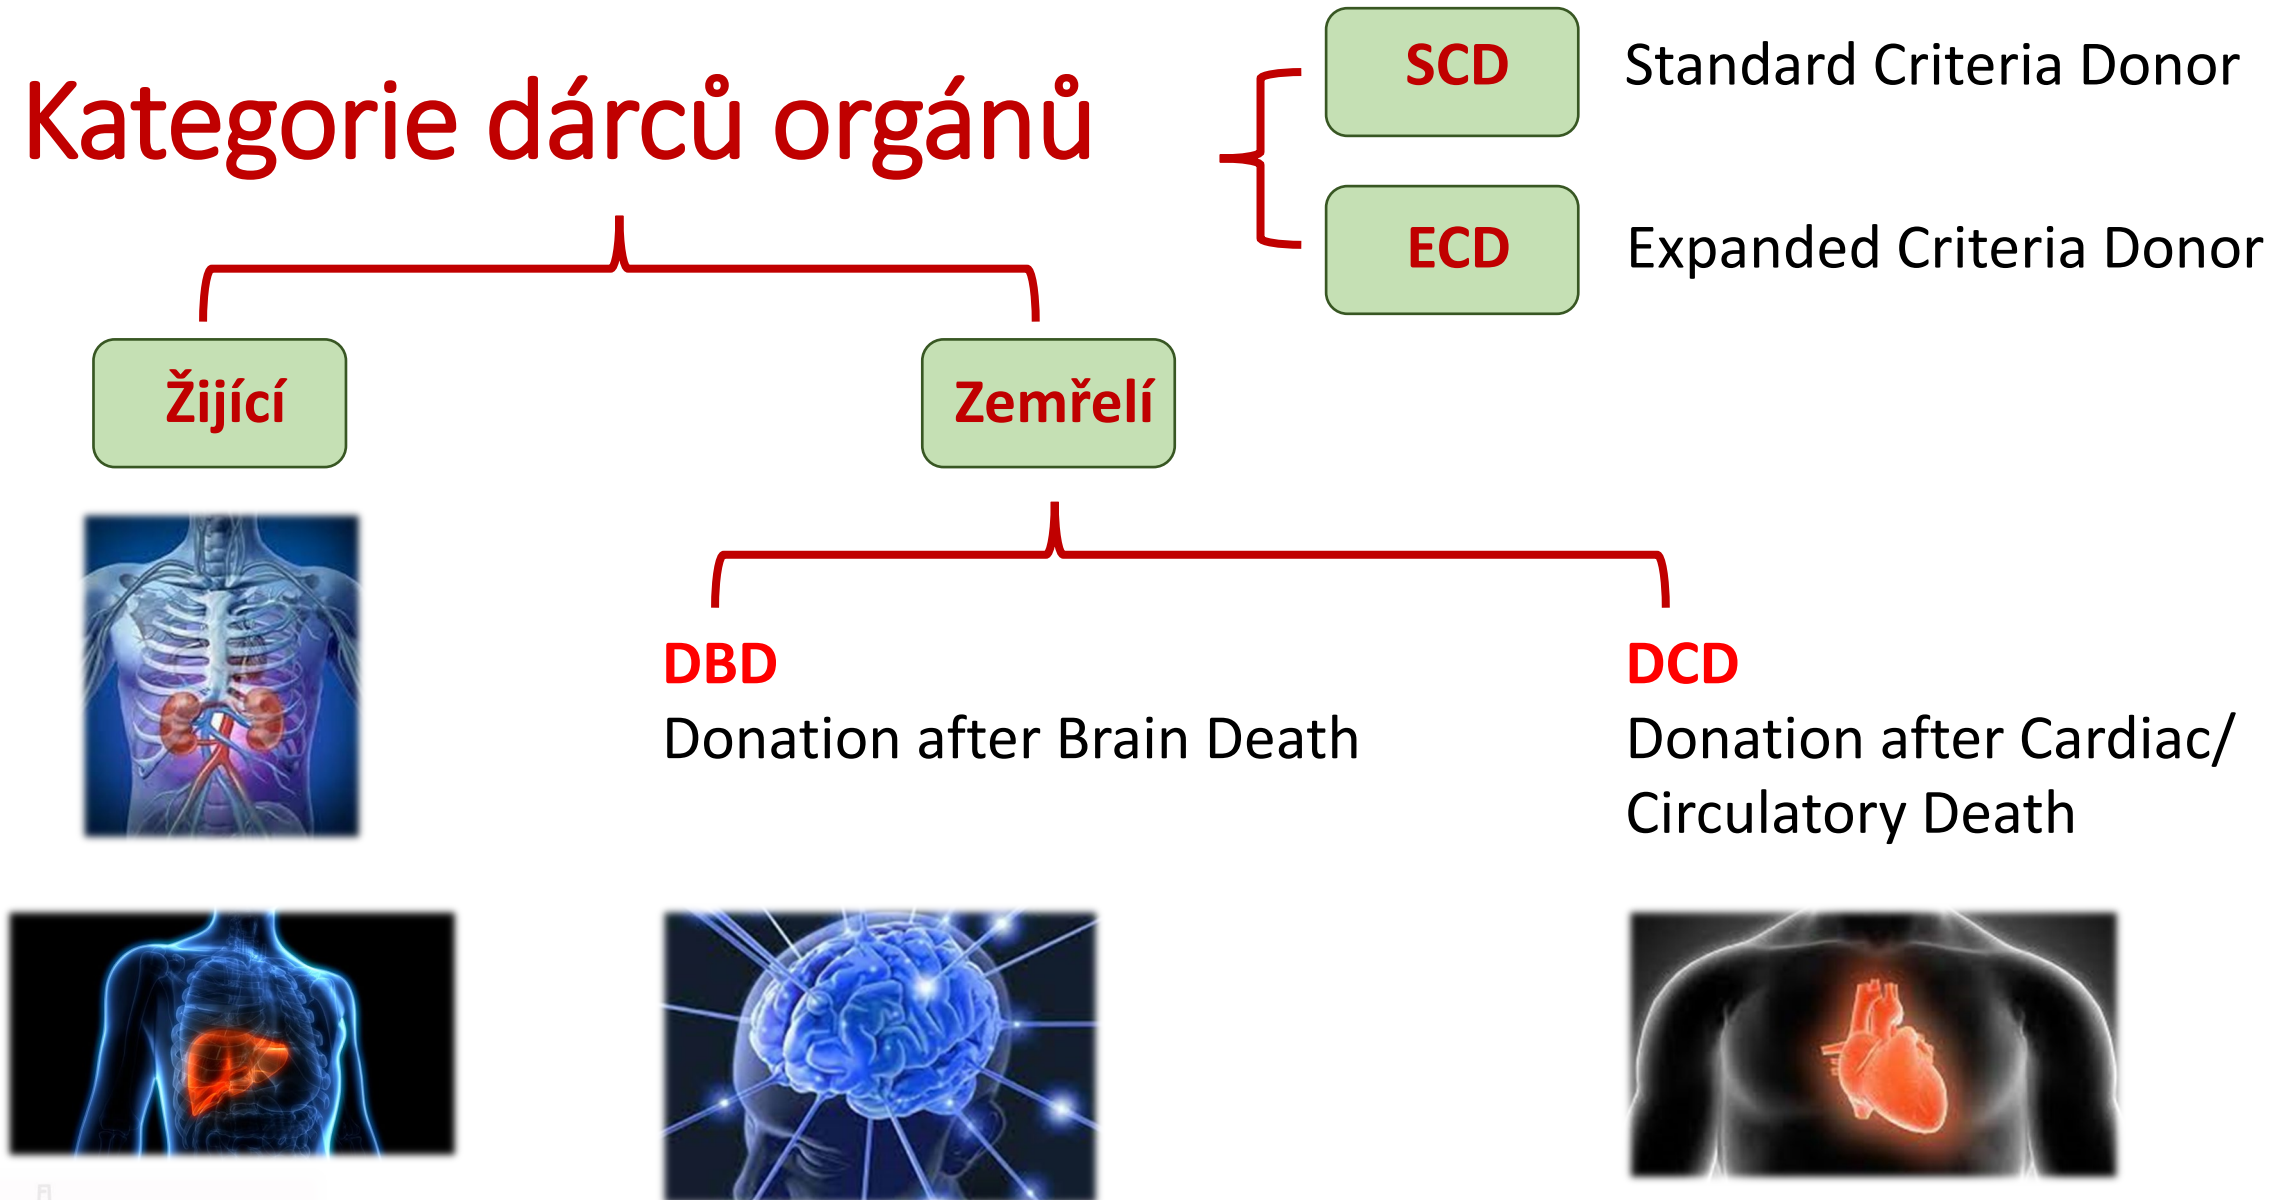 Kategorie dárců orgánů
SCD
Standard Criteria Donor
ECD
Expanded Criteria Donor
Žijící
Zemřelí
DBD
Donation after Brain Death
DCD
Donation after Cardiac/
Circulatory Death